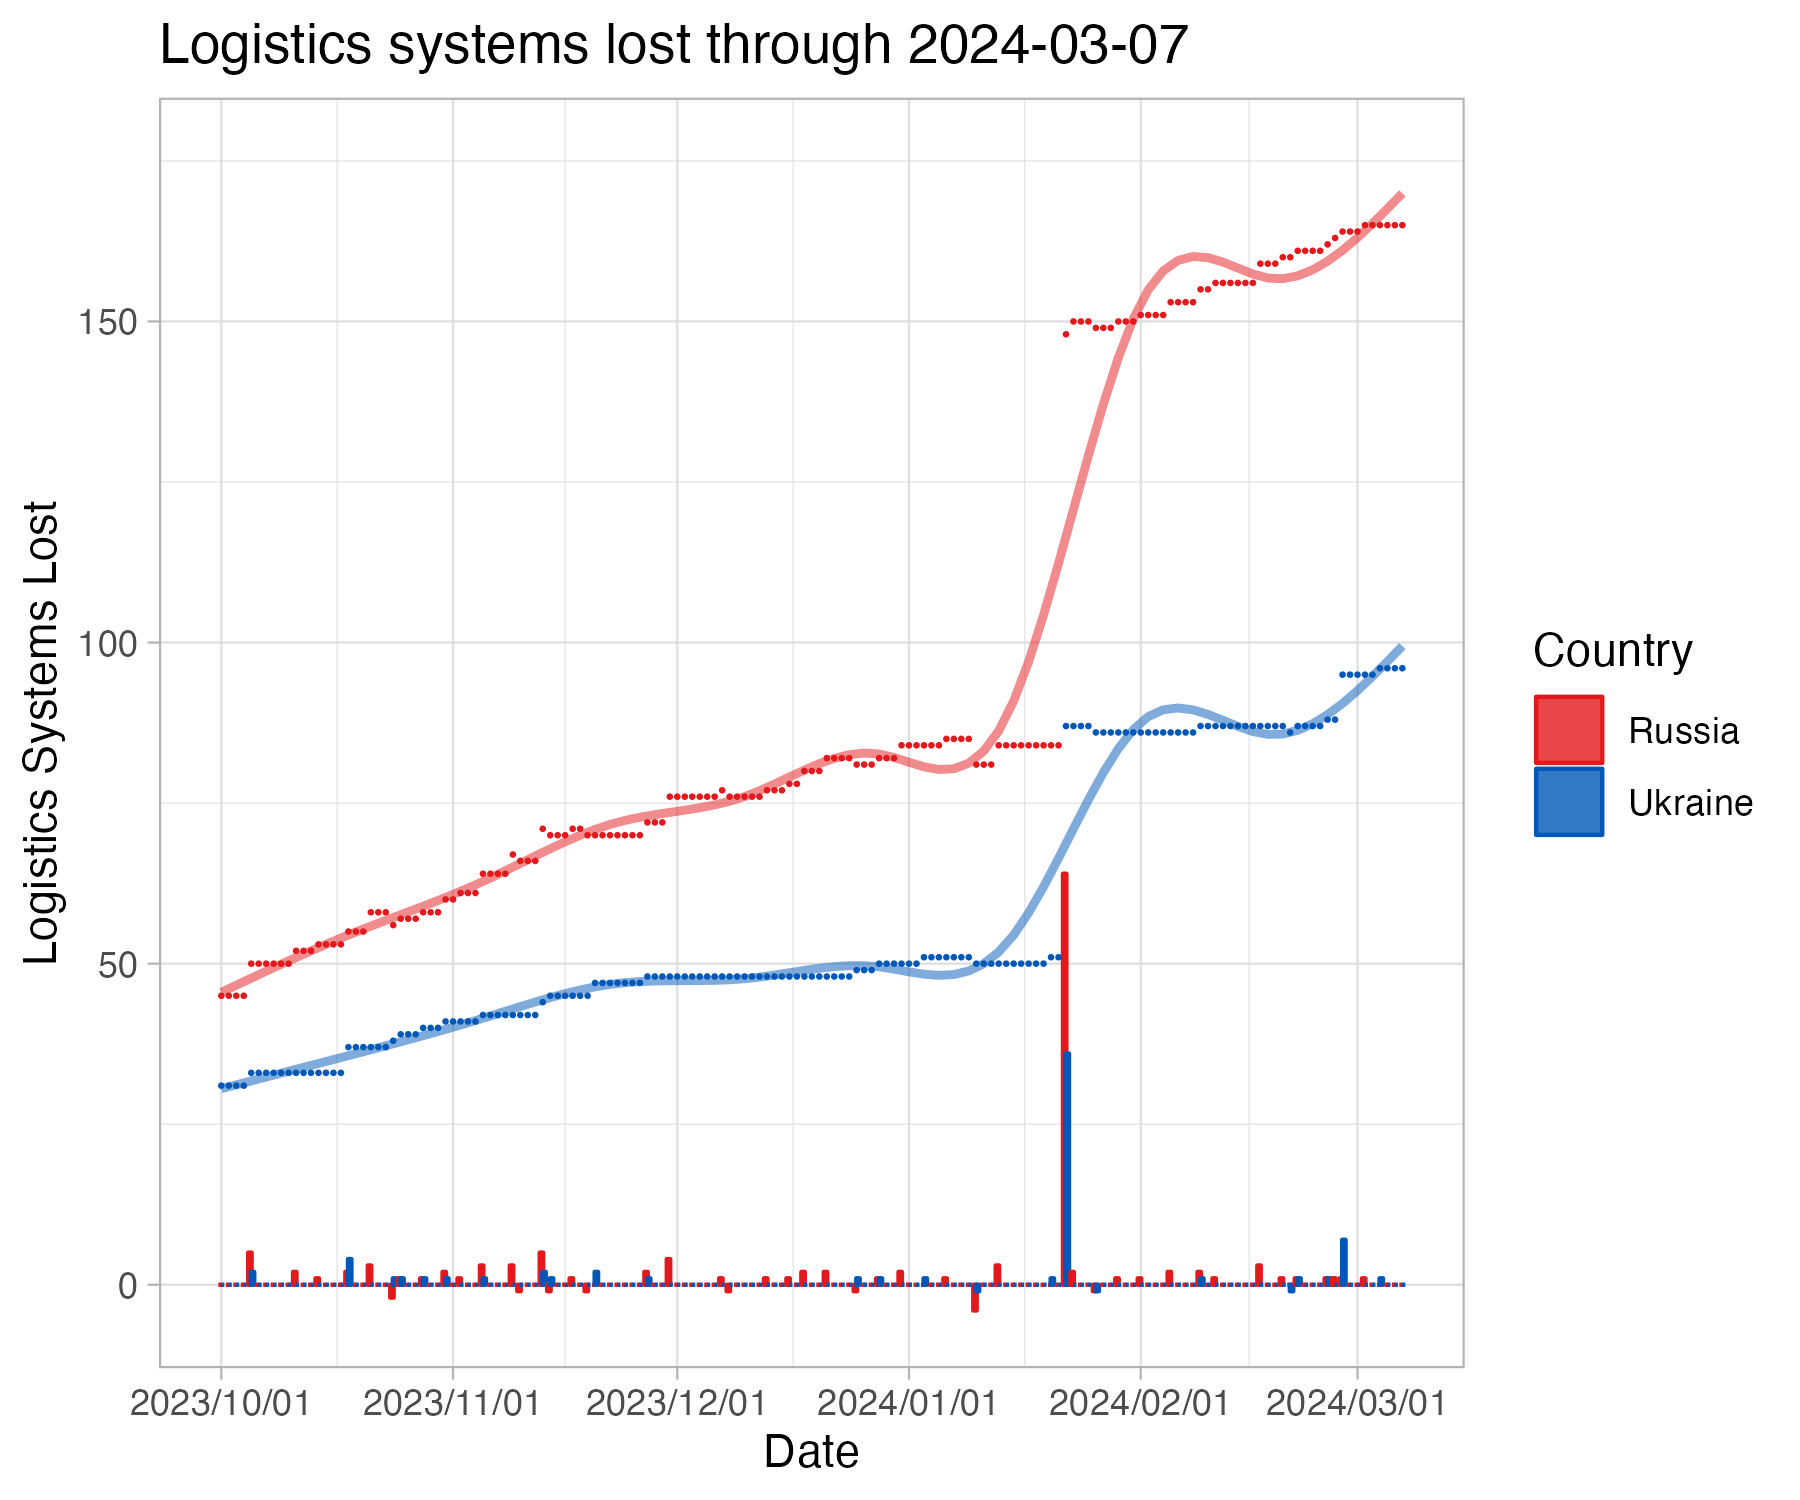 Logistics systems lost through 2024-03-07
Logistics Systems Lost
150
100
50
0
2023/10/01
2023/11/01
2023/12/01
2024/01/01
2024/02/01
2024/03/01
Date
Country
Russia
Ukraine